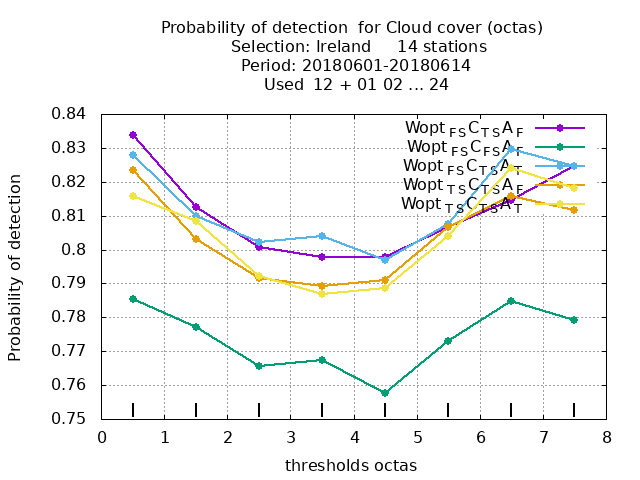 Probability of detection  for Cloud cover (octas)
Selection: Ireland     14 stations
Period: 20180601-20180614
Used  12 + 01 02 ... 24
Wopt FS C TS A F
Wopt FS C FS A F
Wopt FS C TS A T
Wopt TS C TS A F
Wopt TS C TS A T
Probability of detection
0.84
0.83
0.82
0.81
0.8
0.79
0.78
0.77
0.76
0.75
0 1 2 3 4 5 6 7 8
thresholds octas